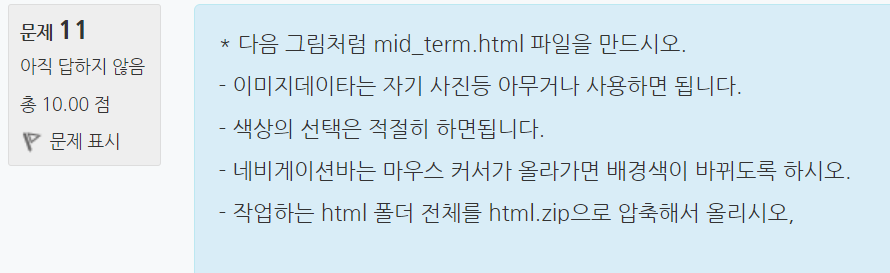 문제 11
아직 답하지 않음
총 10.00 점
문제 표시
* 다음 그림처럼 mid_term.html 파일을 만드시오.
- 이미지데이타는 자기 사진등 아무거나 사용하면 됩니다.
- 색상의 선택은 적절히 하면됩니다.
- 네비게이션바는 마우스 커서가 올라가면 배경색이 바뀌도록 하시오.
- 작업하는 html 폴더 전체를 html.zip으로 압축해서 올리시오,